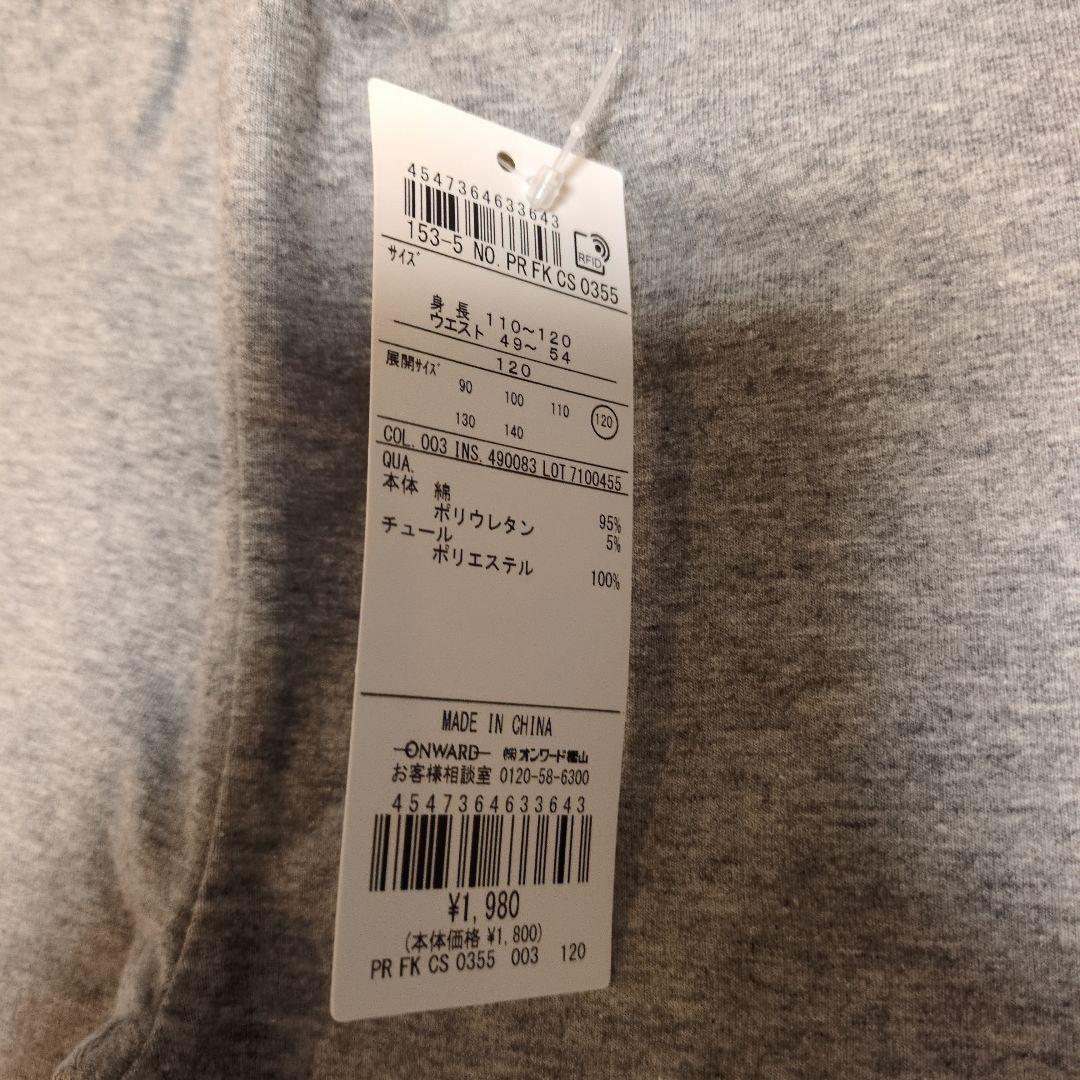 4547364633643
RFID
153-5 NO. PR FK CS 0355
サイズ
身長 110～120
ウエスト 49～ 54
120
展開サイズ
90 100 110 120
130 140
COL. 003 INS. 490083 LOT 7100455
QUA.
本体 綿 95%
ポリウレタン 5%
チュール
ポリエステル 100%
MADE IN CHINA
ONWARD ㈱オンワード樫山
お客様相談室 0120-58-6300
4547364633643
¥1,980
(本体価格 ¥1,800)
PR FK CS 0355 003 120